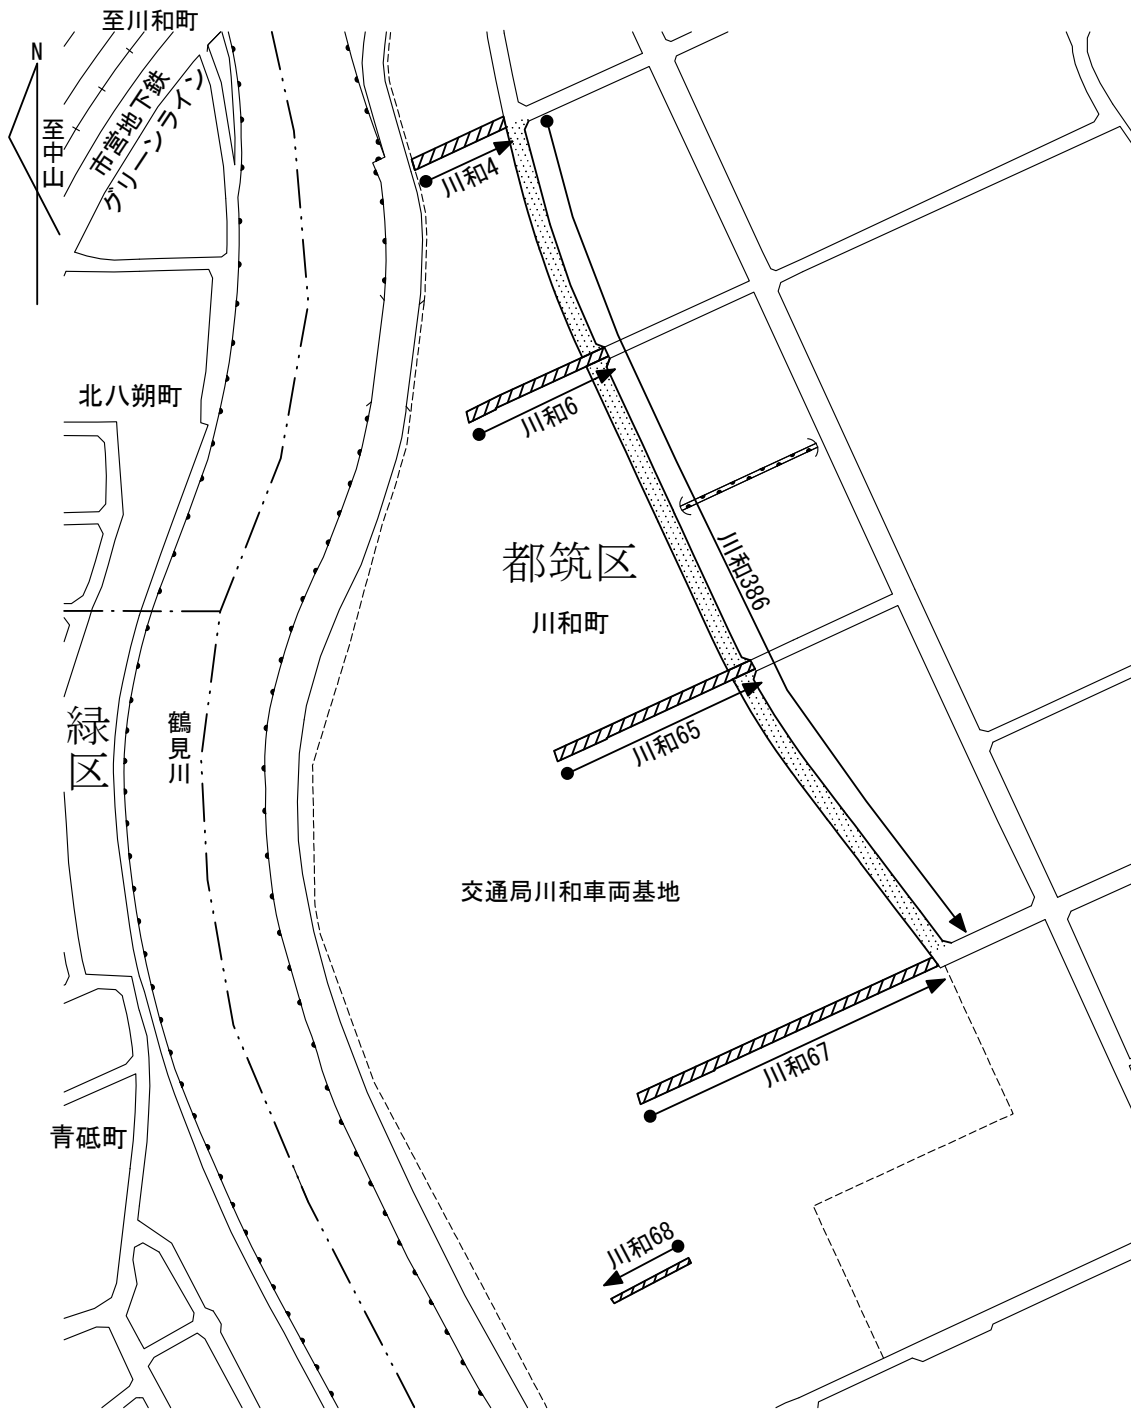 至川和町
N
市営地下鉄
グリーンライン
至中山
川和4
北八朔町
川和6
川和386
都筑区
川和町
緑区
鶴見川
川和65
交通局川和車両基地
川和67
青砥町
川和68